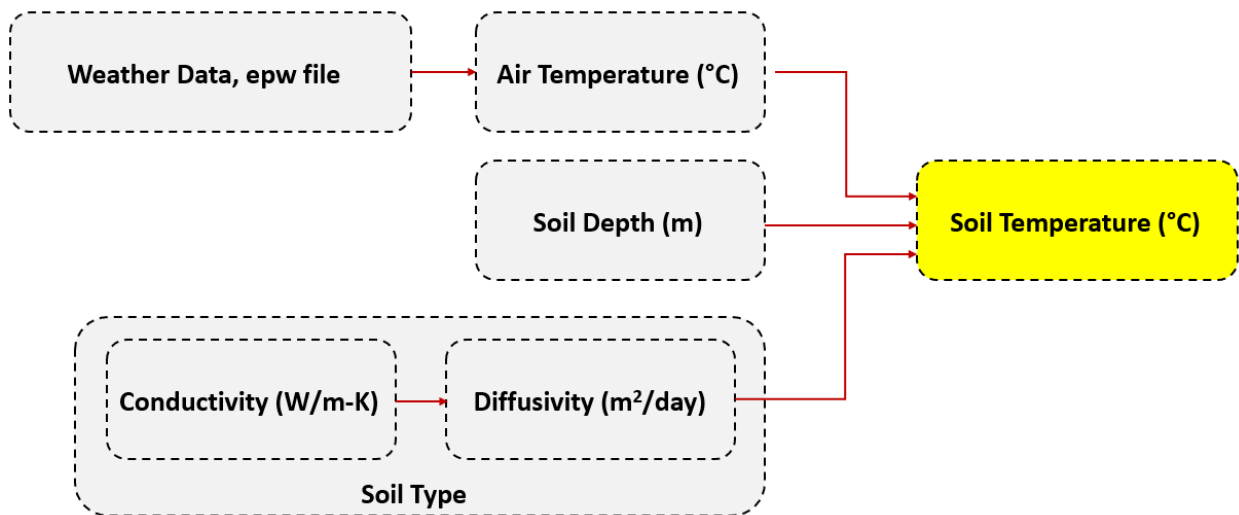 Weather Data, epw file
Air Temperature (°C)
Soil Depth (m)
Soil Temperature (°C)
Conductivity (W/m-K)
Diffusivity (m²/day)
Soil Type